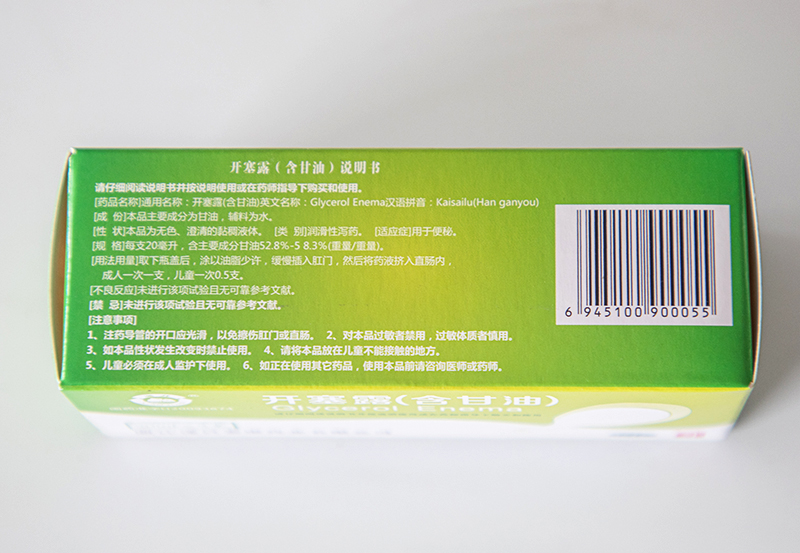 开塞露（含甘油）说明书
请仔细阅读说明书并按说明使用或在药师指导下购买和使用。
[药品名称]通用名称：开塞露(含甘油)英文名称：Glycerol Enema汉语拼音：Kaisailu(Han ganyou)
[成 份]本品主要成分为甘油，辅料为水。
[性 状]本品为无色、澄清的黏稠液体。 [类 别]润滑性泻药。 [适应症]用于便秘。
[规 格]每支20毫升，含主要成分甘油52.8%-5 8.3%(重量/重量)。
[用法用量]取下瓶盖后，涂以油脂少许，缓慢插入肛门，然后将药液挤入直肠内，
成人一次一支，儿童一次0.5支。
[不良反应]未进行该项试验且无可靠参考文献。
[禁 忌]未进行该项试验且无可靠参考文献。
[注意事项]
1、注药导管的开口应光滑，以免擦伤肛门或直肠。 2、对本品过敏者禁用，过敏体质者慎用。
3、如本品性状发生改变时禁止使用。 4、请将本品放在儿童不能接触的地方。
5、儿童必须在成人监护下使用。 6、如正在使用其它药品，使用本品前请咨询医师或药师。
6 945100 900055
开塞露(含甘油)
Glycerol Enema